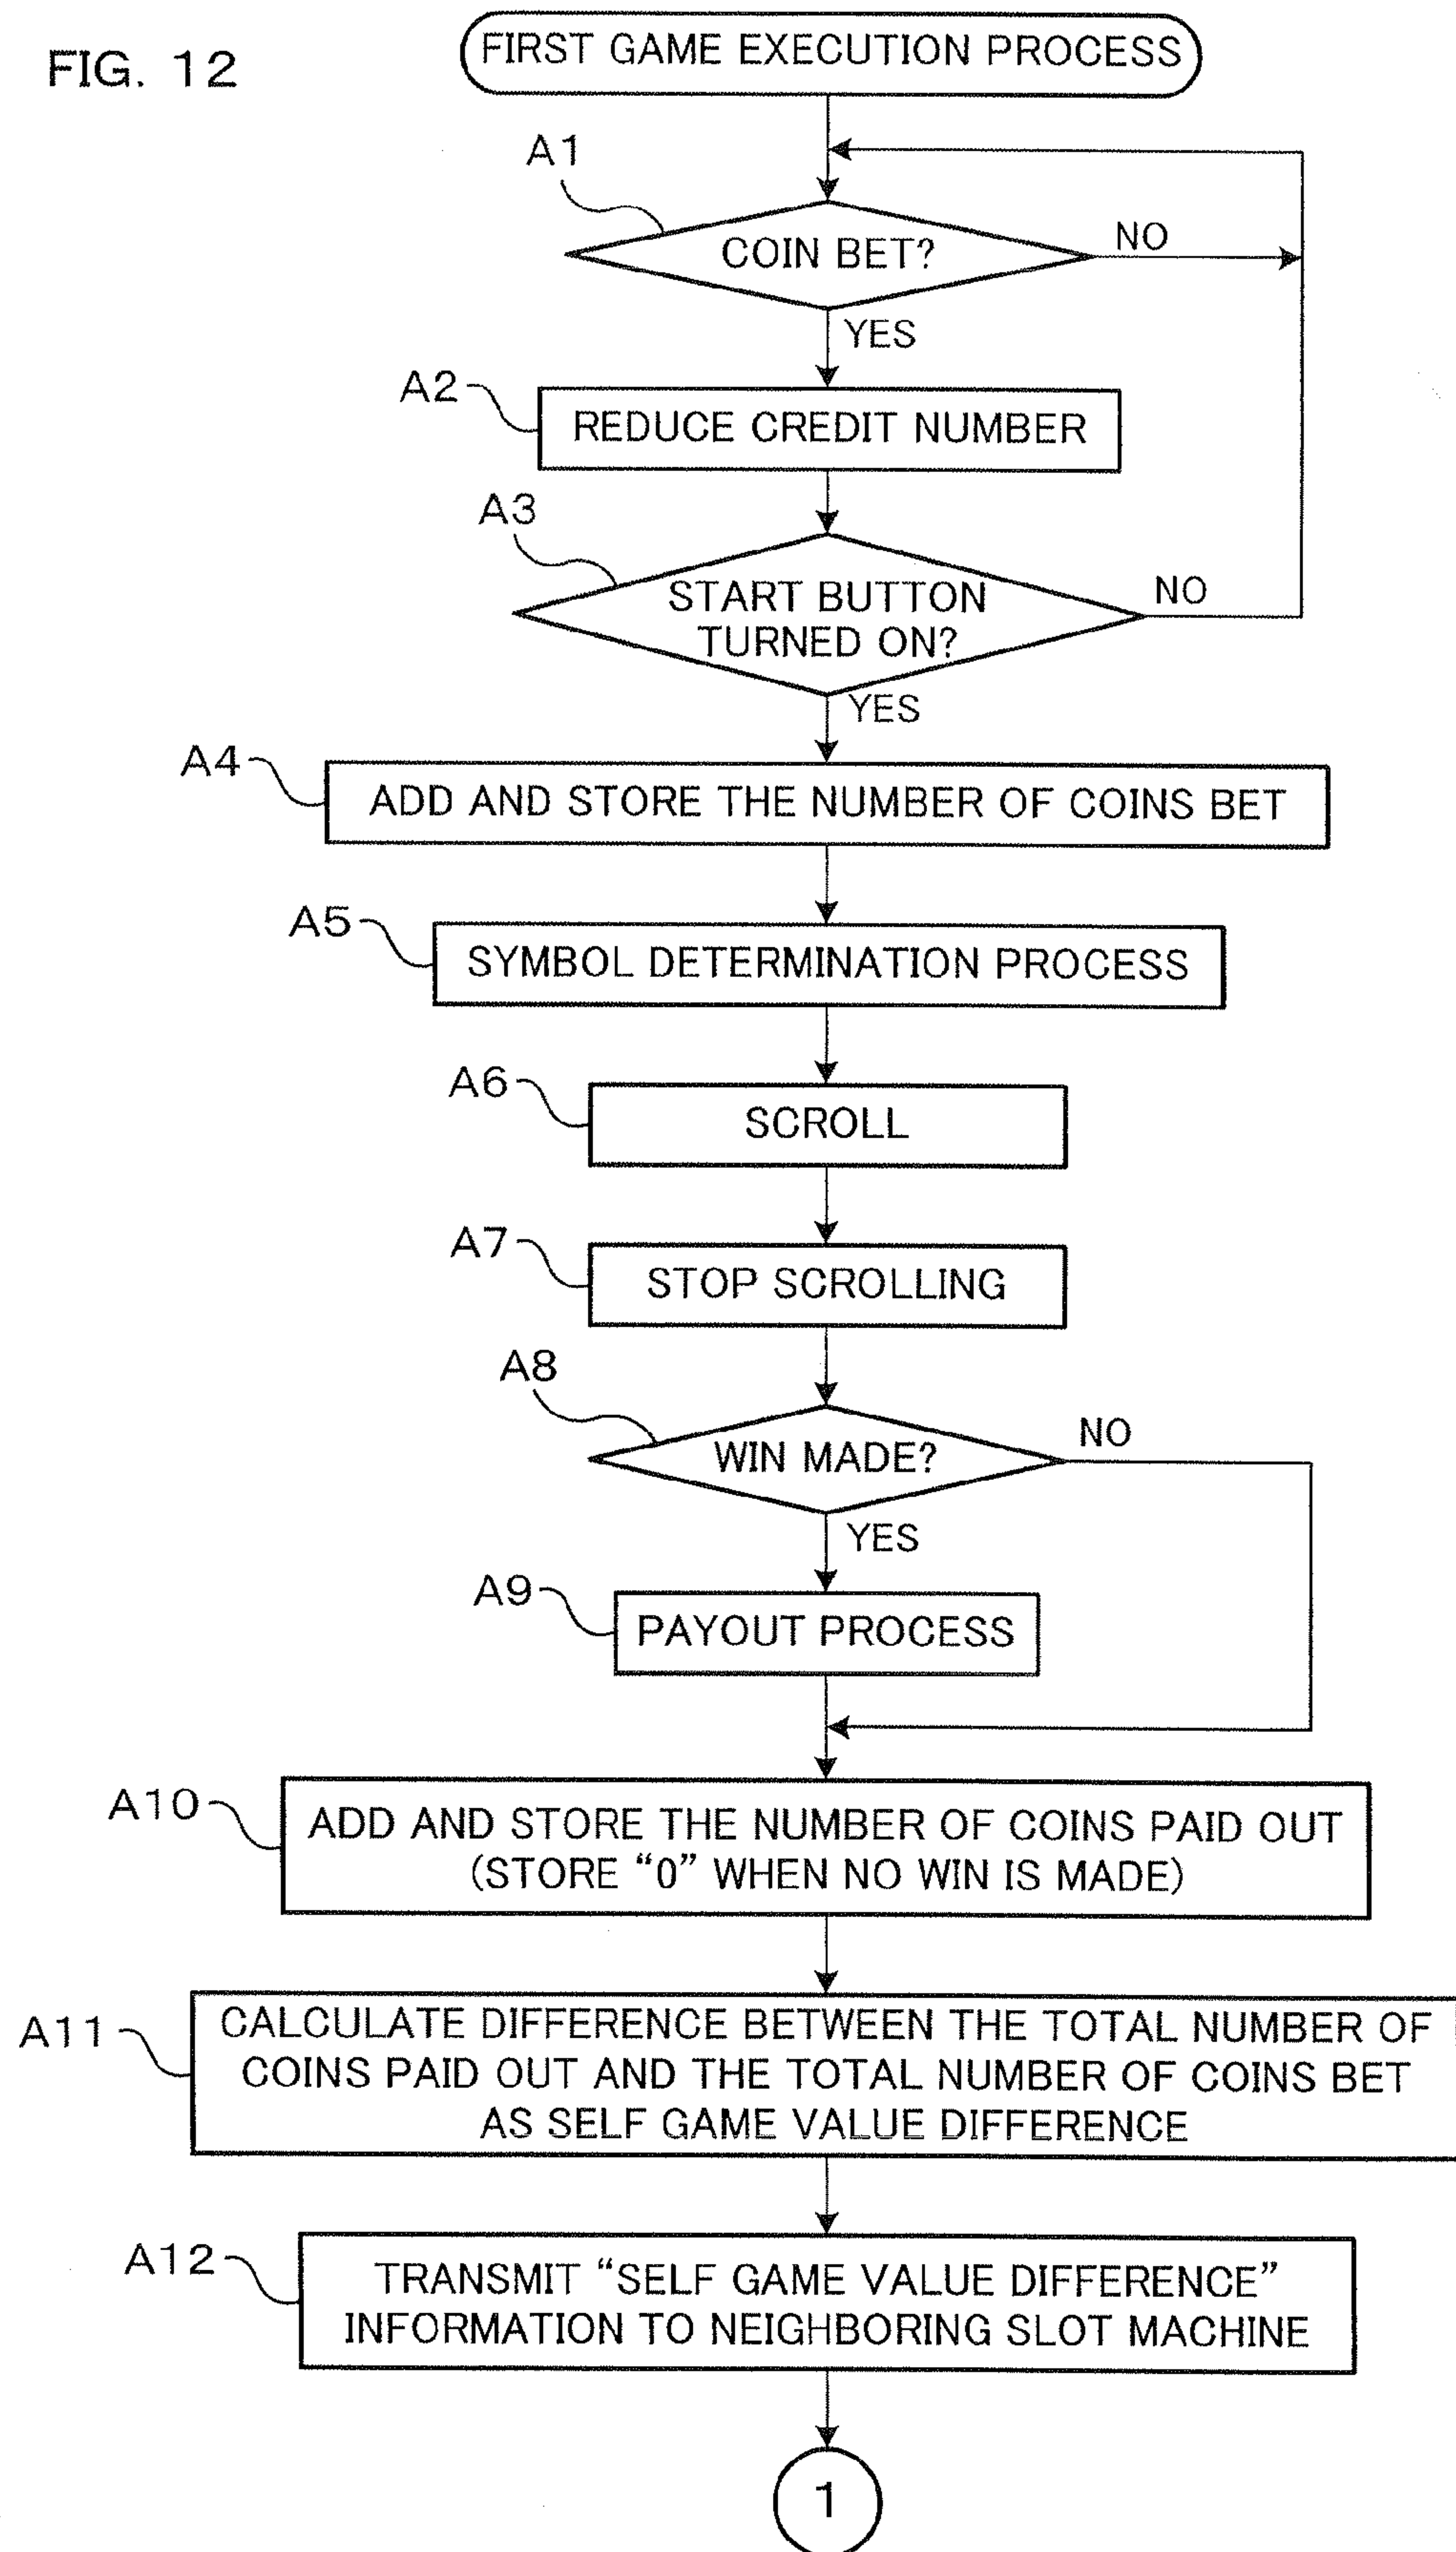 FIG. 12
FIRST GAME EXECUTION PROCESS
A1
COIN BET?
NO
YES
A2
REDUCE CREDIT NUMBER
A3
START BUTTON
TURNED ON?
NO
YES
A4
ADD AND STORE THE NUMBER OF COINS BET
A5
SYMBOL DETERMINATION PROCESS
A6
SCROLL
A7
STOP SCROLLING
A8
WIN MADE?
NO
YES
A9
PAYOUT PROCESS
A10
ADD AND STORE THE NUMBER OF COINS PAID OUT
(STORE “0” WHEN NO WIN IS MADE)
A11
CALCULATE DIFFERENCE BETWEEN THE TOTAL NUMBER OF
COINS PAID OUT AND THE TOTAL NUMBER OF COINS BET
AS SELF GAME VALUE DIFFERENCE
A12
TRANSMIT “SELF GAME VALUE DIFFERENCE”
INFORMATION TO NEIGHBORING SLOT MACHINE
1